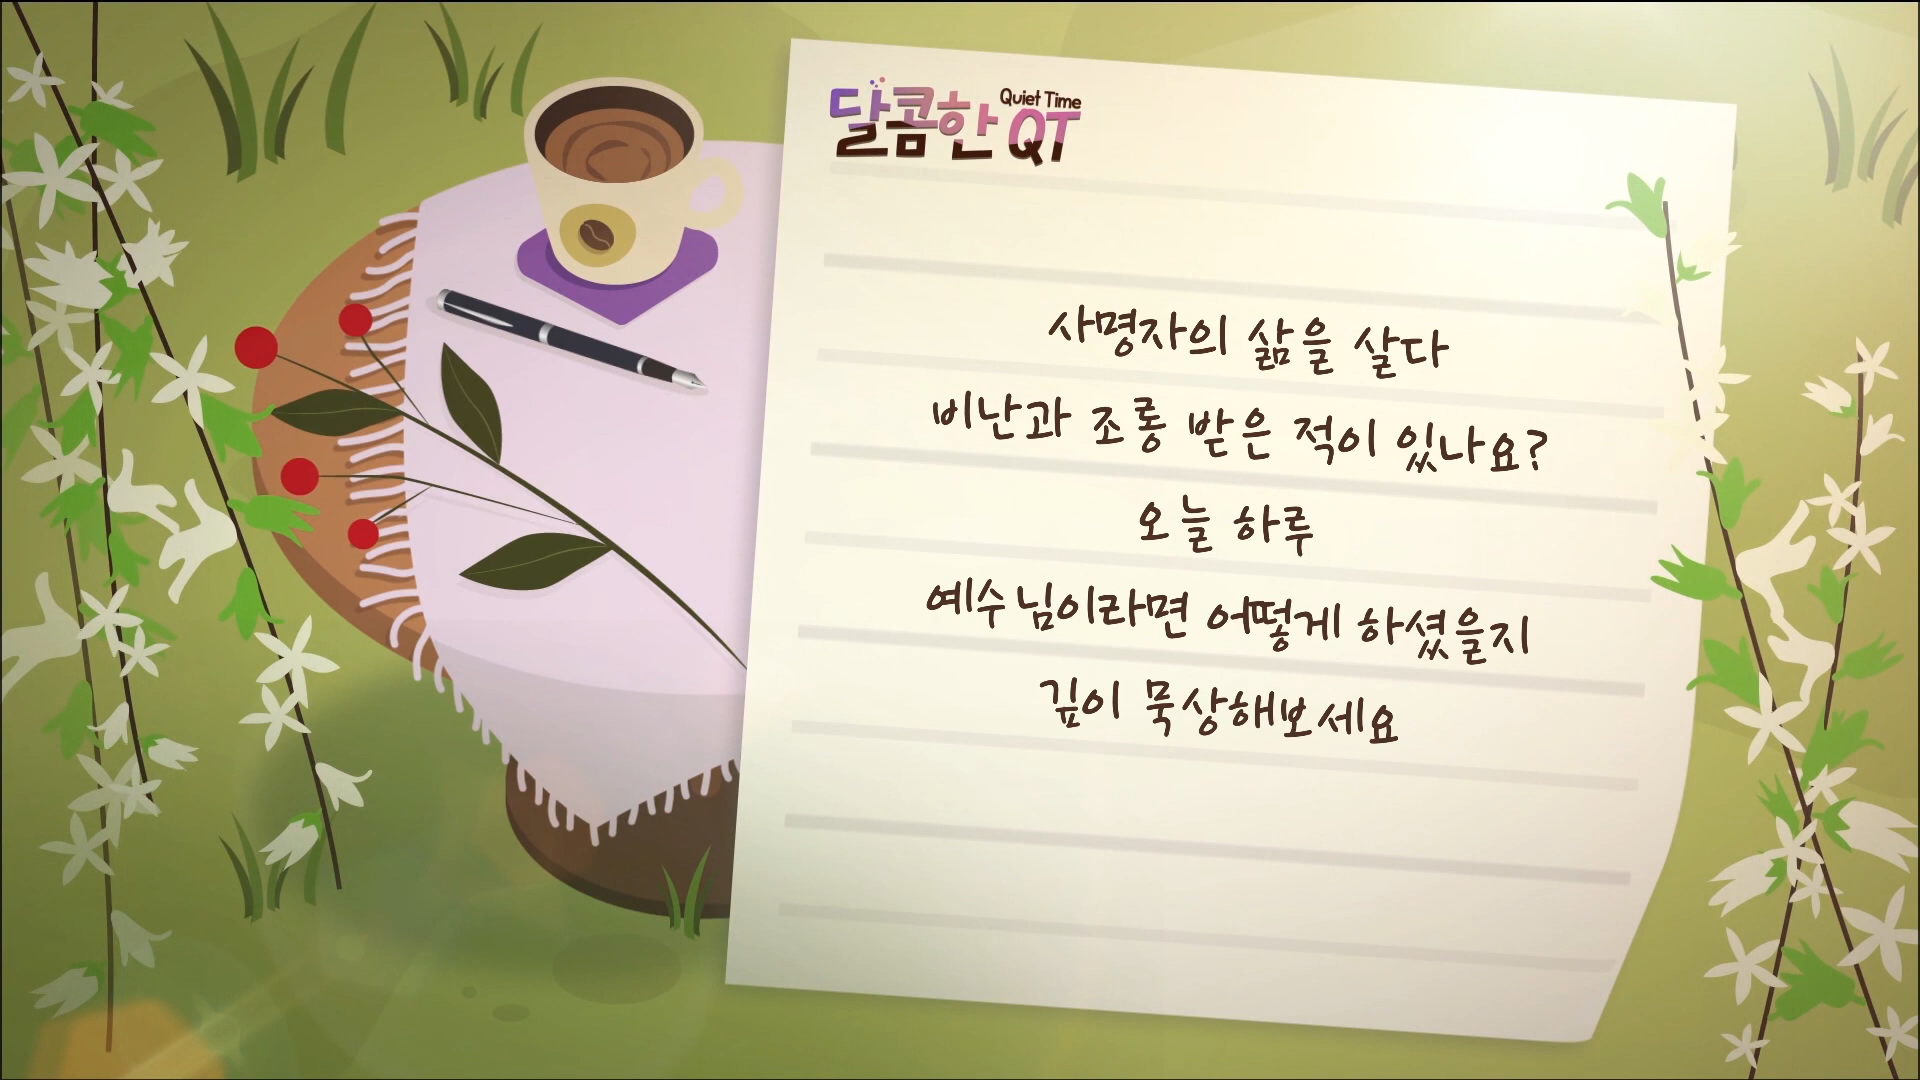 달콤한 QT
Quiet Time
사명자의 삶을 살다
비난과 조롱 받은 적이 있나요?
오늘 하루
예수님이라면 어떻게 하셨을지
깊이 묵상해보세요